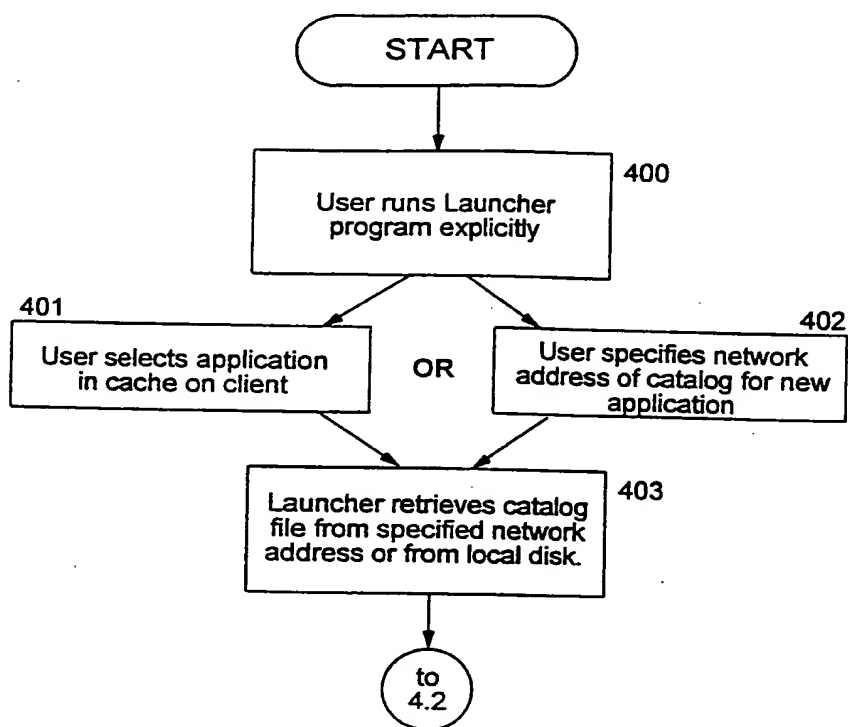 START
400
User runs Launcher
program explicitly
401
User selects application
in cache on client
OR
402
User specifies network
address of catalog for new
application
403
Launcher retrieves catalog
file from specified network
address or from local disk.
to
4.2